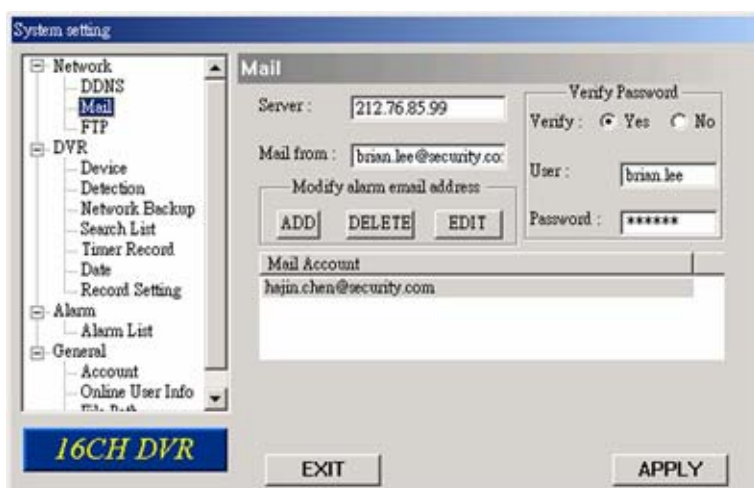 System setting
Network
DDNS
Mail
FTP
DVR
Device
Detection
Network Backup
Search List
Timer Record
Date
Record Setting
Alarm
Alarm List
General
Account
Online User Info
File Path
16CH DVR
Mail
Server :
212.76.85.99
Mail from :
brian.lee@security.co
Modify alarm email address
ADD DELETE EDIT
Verify Password
Verify : Yes No
User :
brian.lee
Password :
******
Mail Account
hajin.chen@security.com
EXIT APPLY